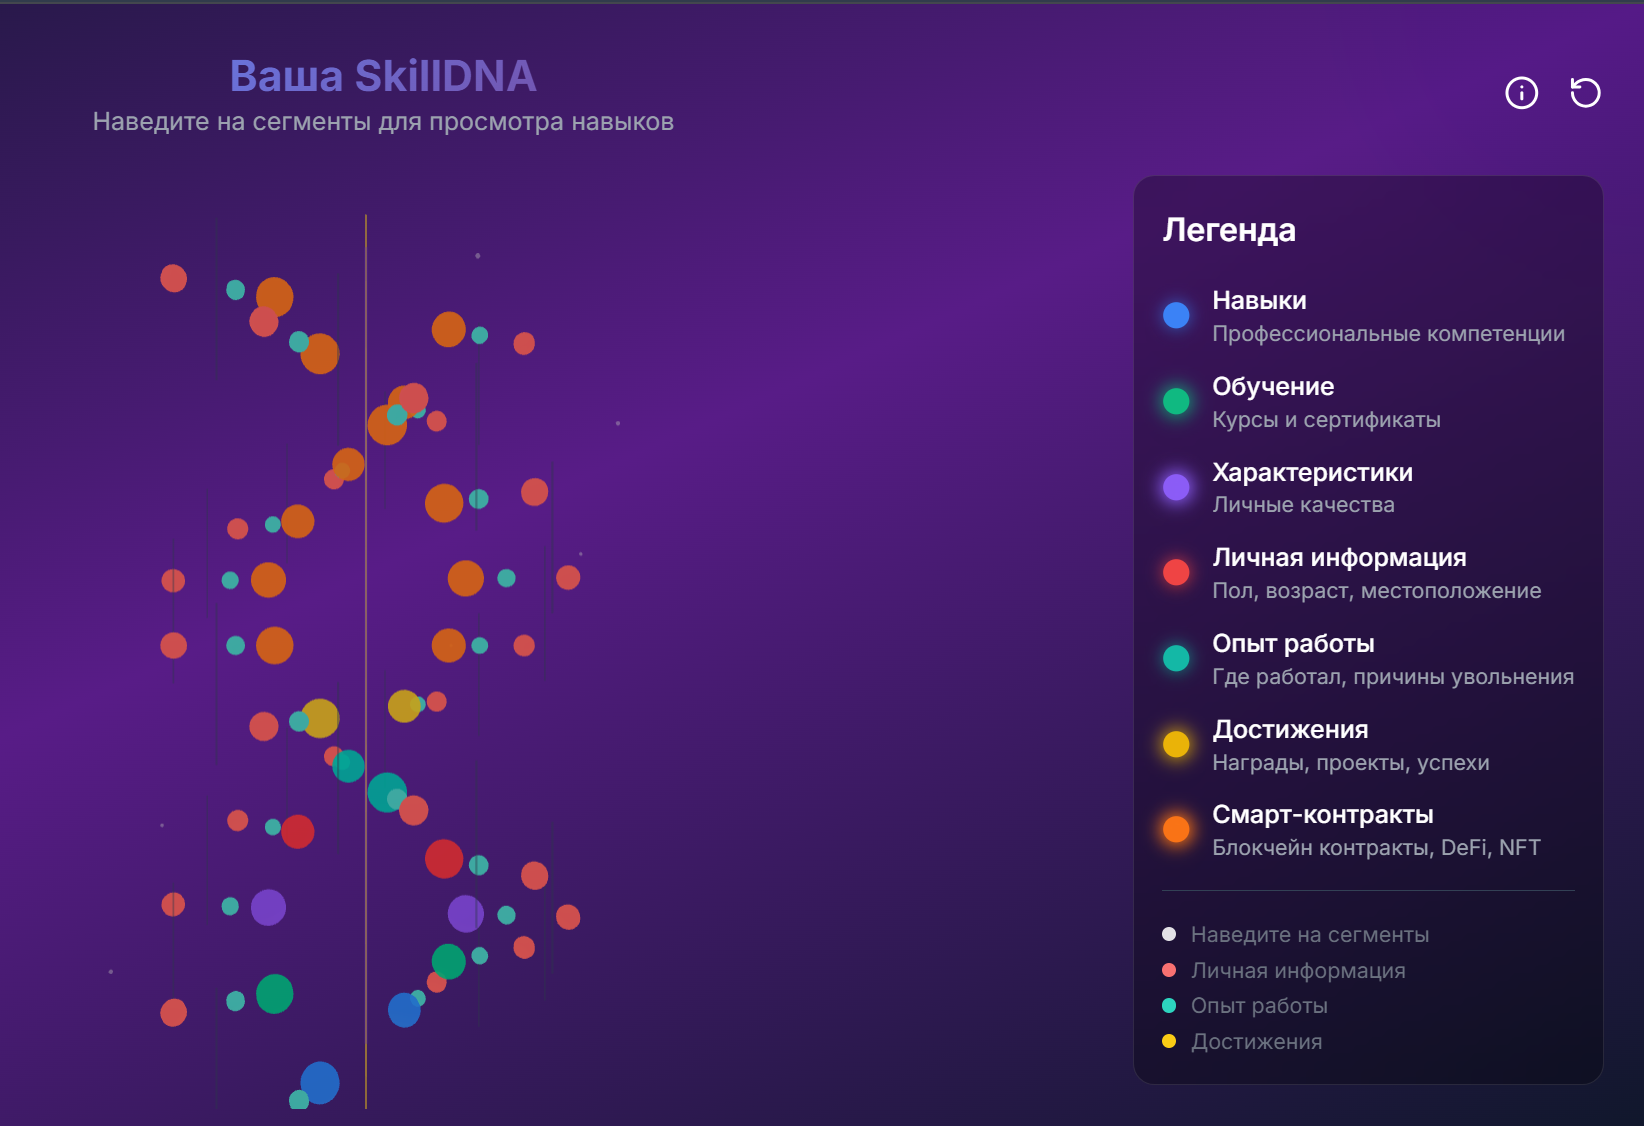 Ваша SkillDNA
Наведите на сегменты для просмотра навыков
Легенда
Навыки
Профессиональные компетенции
Обучение
Курсы и сертификаты
Характеристики
Личные качества
Личная информация
Пол, возраст, местоположение
Опыт работы
Где работал, причины увольнения
Достижения
Награды, проекты, успехи
Смарт-контракты
Блокчейн контракты, DeFi, NFT
Наведите на сегменты
Личная информация
Опыт работы
Достижения